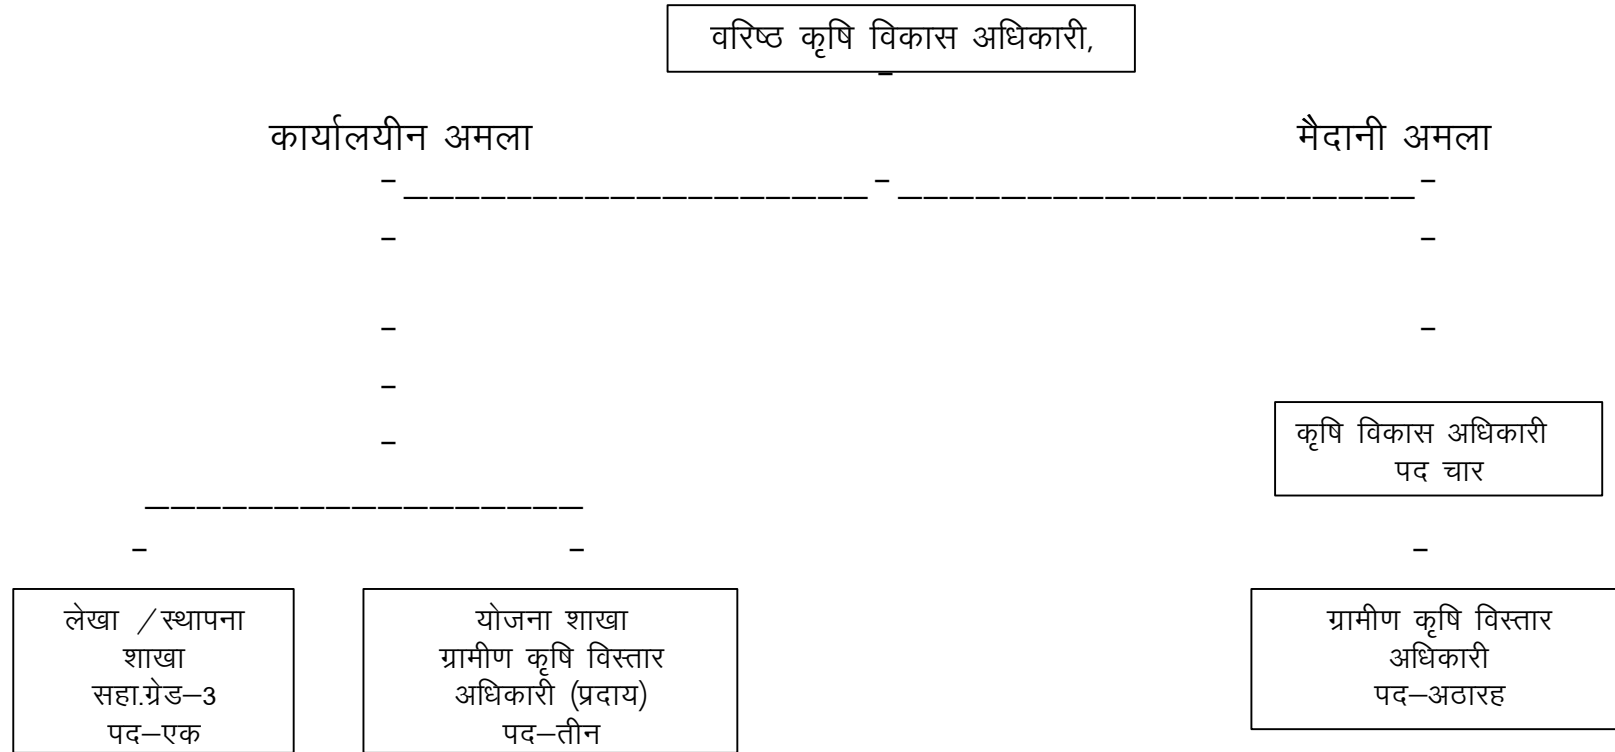 वरिष्ठ कृषि विकास अधिकारी,
कार्यालयीन अमला
मैदानी अमला
कृषि विकास अधिकारी
पद चार
लेखा /स्थापना
शाखा
सहा.ग्रेड–3
पद–एक
योजना शाखा
ग्रामीण कृषि विस्तार
अधिकारी (प्रदाय)
पद–तीन
ग्रामीण कृषि विस्तार
अधिकारी
पद–अठारह